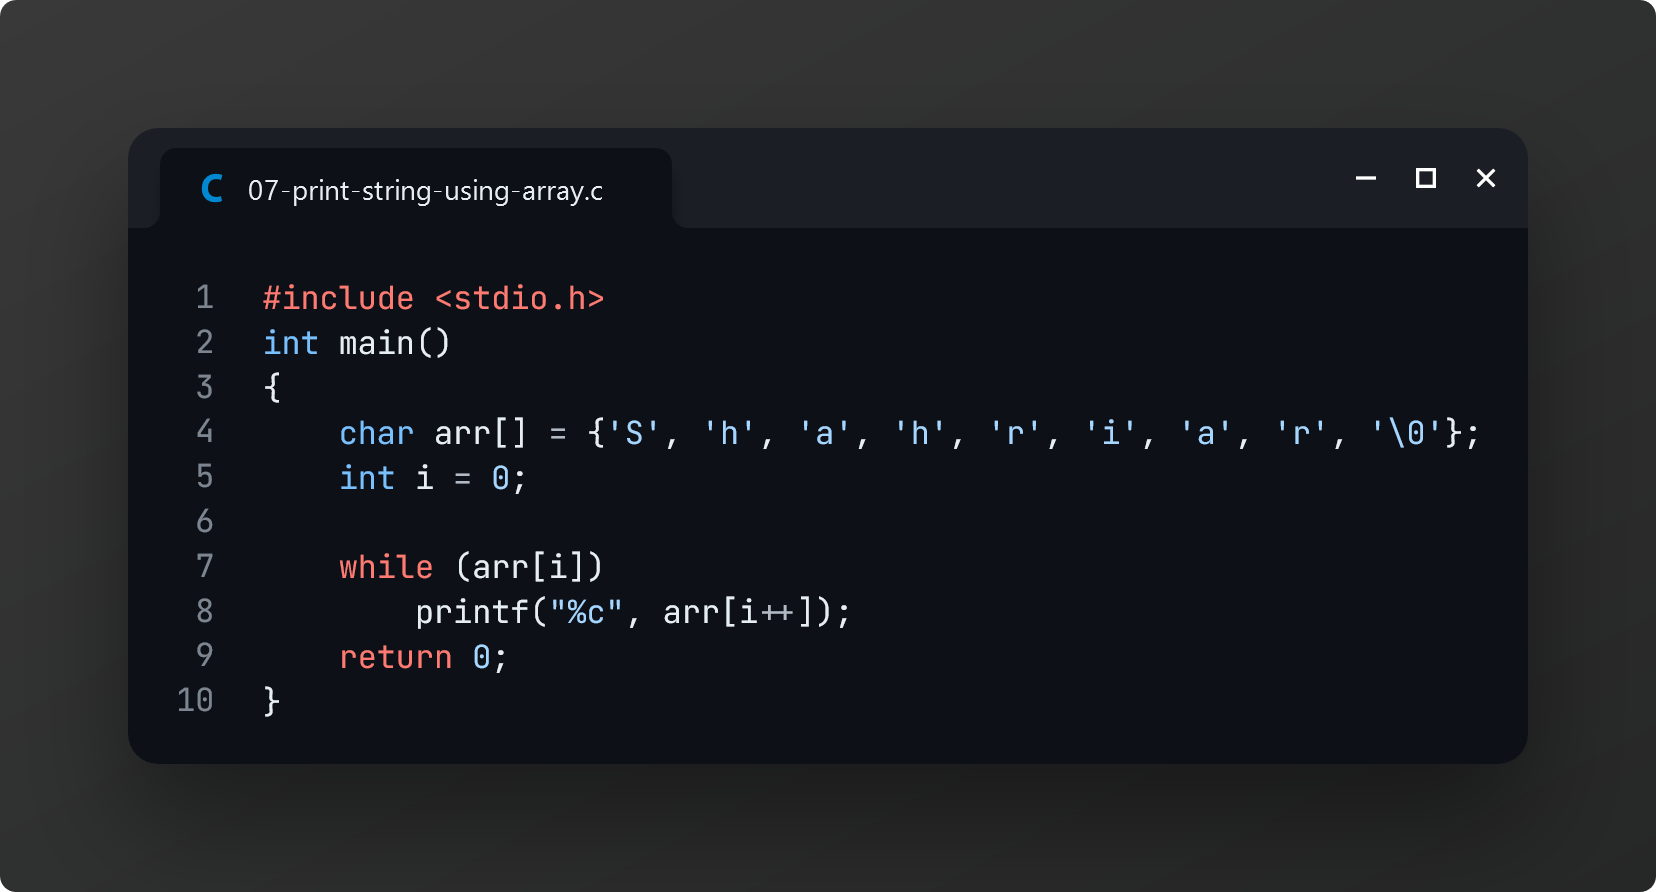 C 07-print-string-using-array.c
1 #include <stdio.h>
2 int main()
3 {
4     char arr[] = {'S', 'h', 'a', 'h', 'r', 'i', 'a', 'r', '\0'};
5     int i = 0;
6
7     while (arr[i])
8         printf("%c", arr[i++]);
9     return 0;
10 }